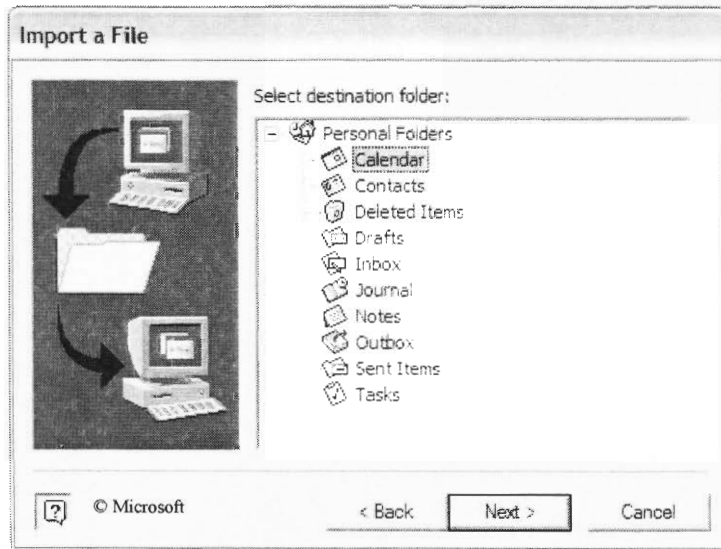 Import a File
Select destination folder:
Personal Folders
Calendar
Contacts
Deleted Items
Drafts
Inbox
Journal
Notes
Outbox
Sent Items
Tasks
© Microsoft
< Back
Next >
Cancel